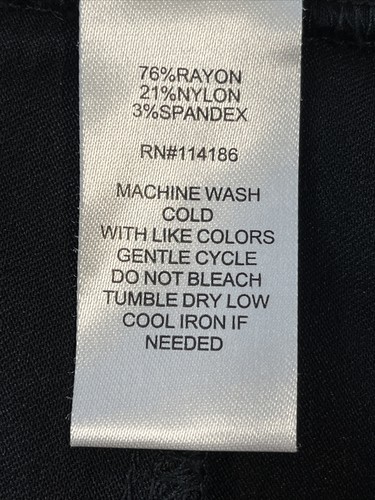 76%RAYON
21%NYLON
3%SPANDEX
RN#114186
MACHINE WASH
COLD
WITH LIKE COLORS
GENTLE CYCLE
DO NOT BLEACH
TUMBLE DRY LOW
COOL IRON IF
NEEDED